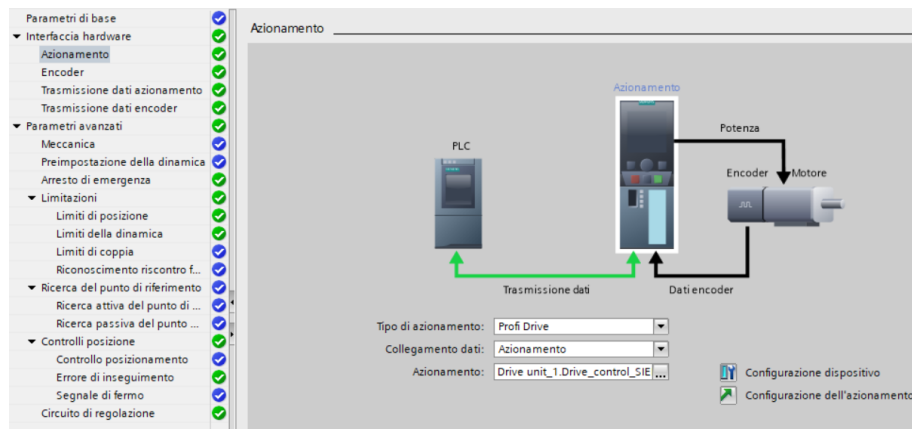 Parametri di base
Interfaccia hardware
Azionamento
Encoder
Trasmissione dati azionamento
Trasmissione dati encoder
Parametri avanzati
Meccanica
Preimpostazione della dinamica
Arresto di emergenza
Limitazioni
Limiti di posizione
Limiti della dinamica
Limiti di coppia
Riconoscimento riscontro f...
Ricerca del punto di riferimento
Ricerca attiva del punto di ...
Ricerca passiva del punto ...
Controlli posizione
Controllo posizionamento
Errore di inseguimento
Segnale di fermo
Circuito di regolazione
Azionamento
Azionamento
PLC
Potenza
Encoder
Motore
Trasmissione dati
Dati encoder
Tipo di azionamento: Profi Drive
Collegamento dati: Azionamento
Azionamento: Drive unit_1.Drive_control_SIE ...
Configurazione dispositivo
Configurazione dell'azionamento